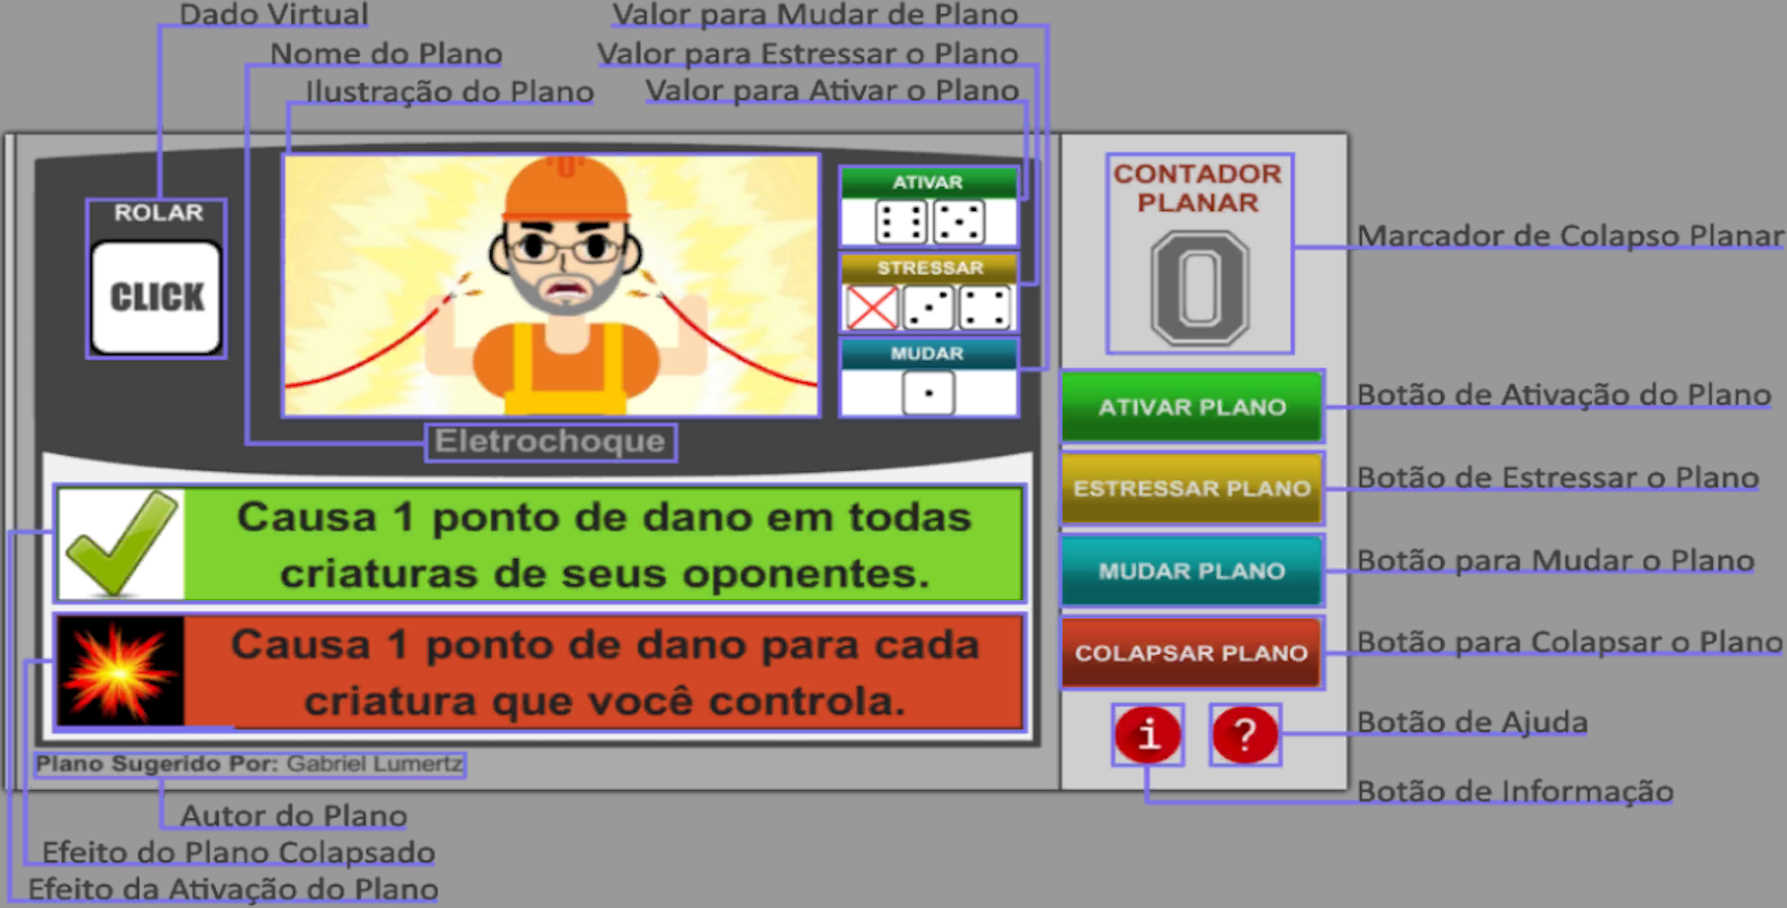 Dado Virtual
Nome do Plano
Ilustração do Plano
Valor para Mudar de Plano
Valor para Estressar o Plano
Valor para Ativar o Plano
ROLAR
CLICK
ATIVAR
STRESSAR
MUDAR
Eletrochoque
Causa 1 ponto de dano em todas
criaturas de seus oponentes.
Causa 1 ponto de dano para cada
criatura que você controla.
Plano Sugerido Por: Gabriel Lumertz
CONTADOR
PLANAR
0
ATIVAR PLANO
ESTRESSAR PLANO
MUDAR PLANO
COLAPSAR PLANO
i
?
Marcador de Colapso Planar
Botão de Ativação do Plano
Botão de Estressar o Plano
Botão para Mudar o Plano
Botão para Colapsar o Plano
Botão de Ajuda
Botão de Informação
Autor do Plano
Efeito do Plano Colapsado
Efeito da Ativação do Plano